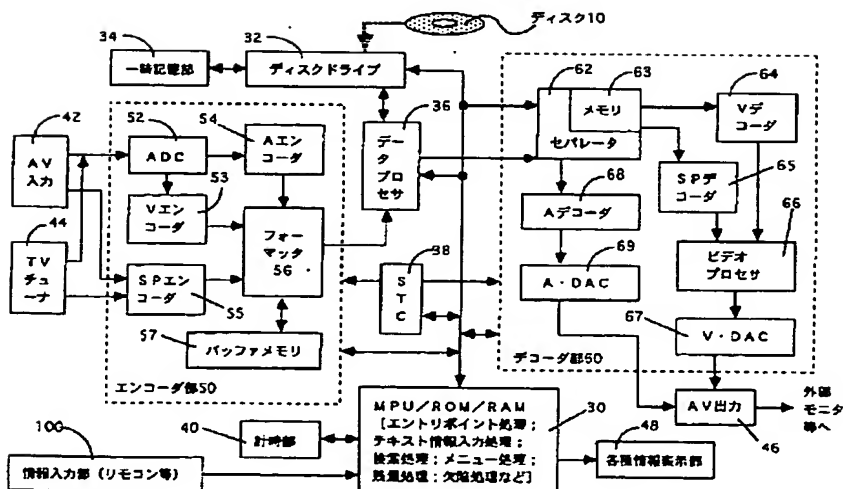 ディスク10
34
32
一時記憶部
ディスクドライブ
42
52
54
36
62
63
64
AV
入力
ADC
Aエン
コーダ
データ
プロセサ
メモリ
セパレータ
Vデ
コーダ
53
Vエン
コーダ
68
Aデコーダ
SPデ
コーダ
65
44
TV
チュ
ーナ
フォー
マッタ
56
38
STC
69
A・DAC
66
ビデオ
プロセサ
SPエン
コーダ
55
57
バッファメモリ
67
V・DAC
エンコーダ部50
デコーダ部50
MPU/ROM/RAM
[エントリポイント処理;
テキスト情報入力処理;
検索処理;メニュー処理;
残量処理;欠陥処理など]
30
AV出力
46
外部
モニタ
等へ
40
計時部
48
各種情報表示部
100
情報入力部(リモコン等)